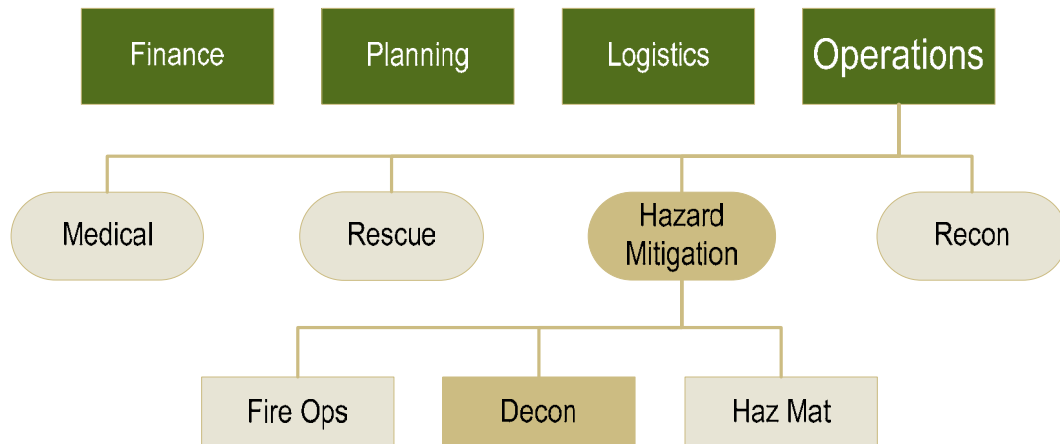 Finance
Planning
Logistics
Operations
Medical
Rescue
Hazard
Mitigation
Recon
Fire Ops
Decon
Haz Mat